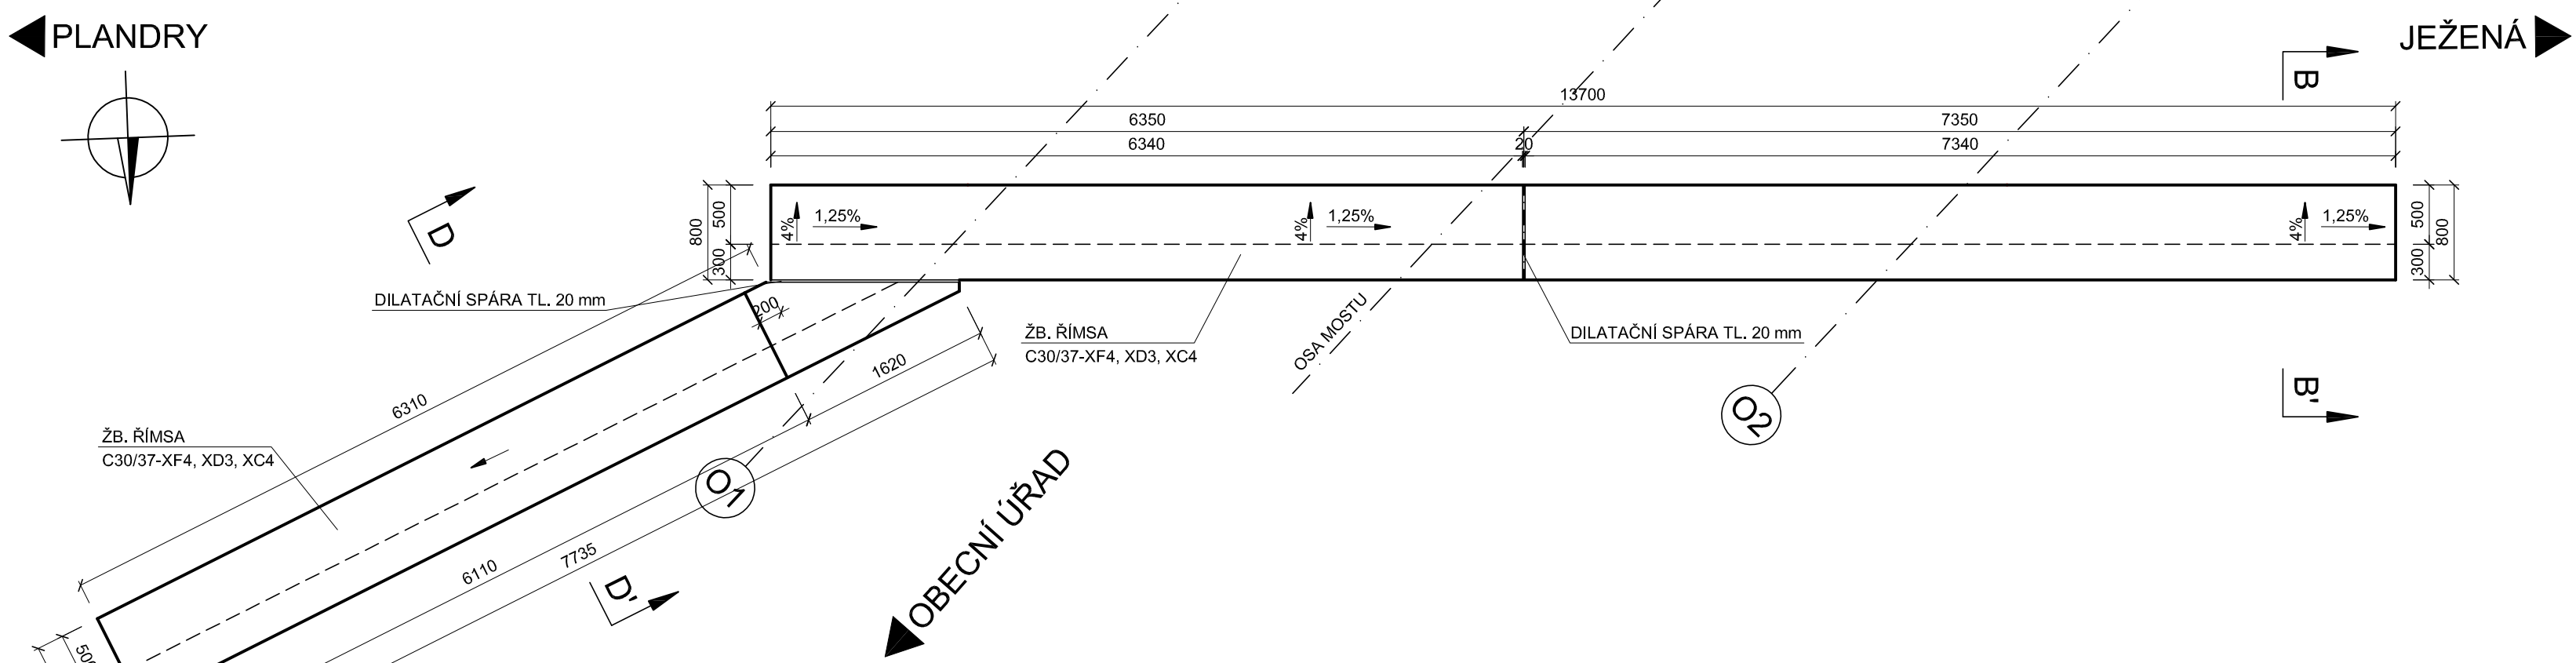 PLANDRY
JEŽENÁ
B
13700
6350
7350
6340
20
7340
D
800
500
300
4%
1,25%
4%
1,25%
4%
1,25%
500
300
800
DILATAČNÍ SPÁRA TL. 20 mm
200
ŽB. ŘÍMSA
C30/37-XF4, XD3, XC4
OSA MOSTU
DILATAČNÍ SPÁRA TL. 20 mm
B'
1620
6310
O2
ŽB. ŘÍMSA
C30/37-XF4, XD3, XC4
O1
OBECNÍ ÚŘAD
6110
7735
D'